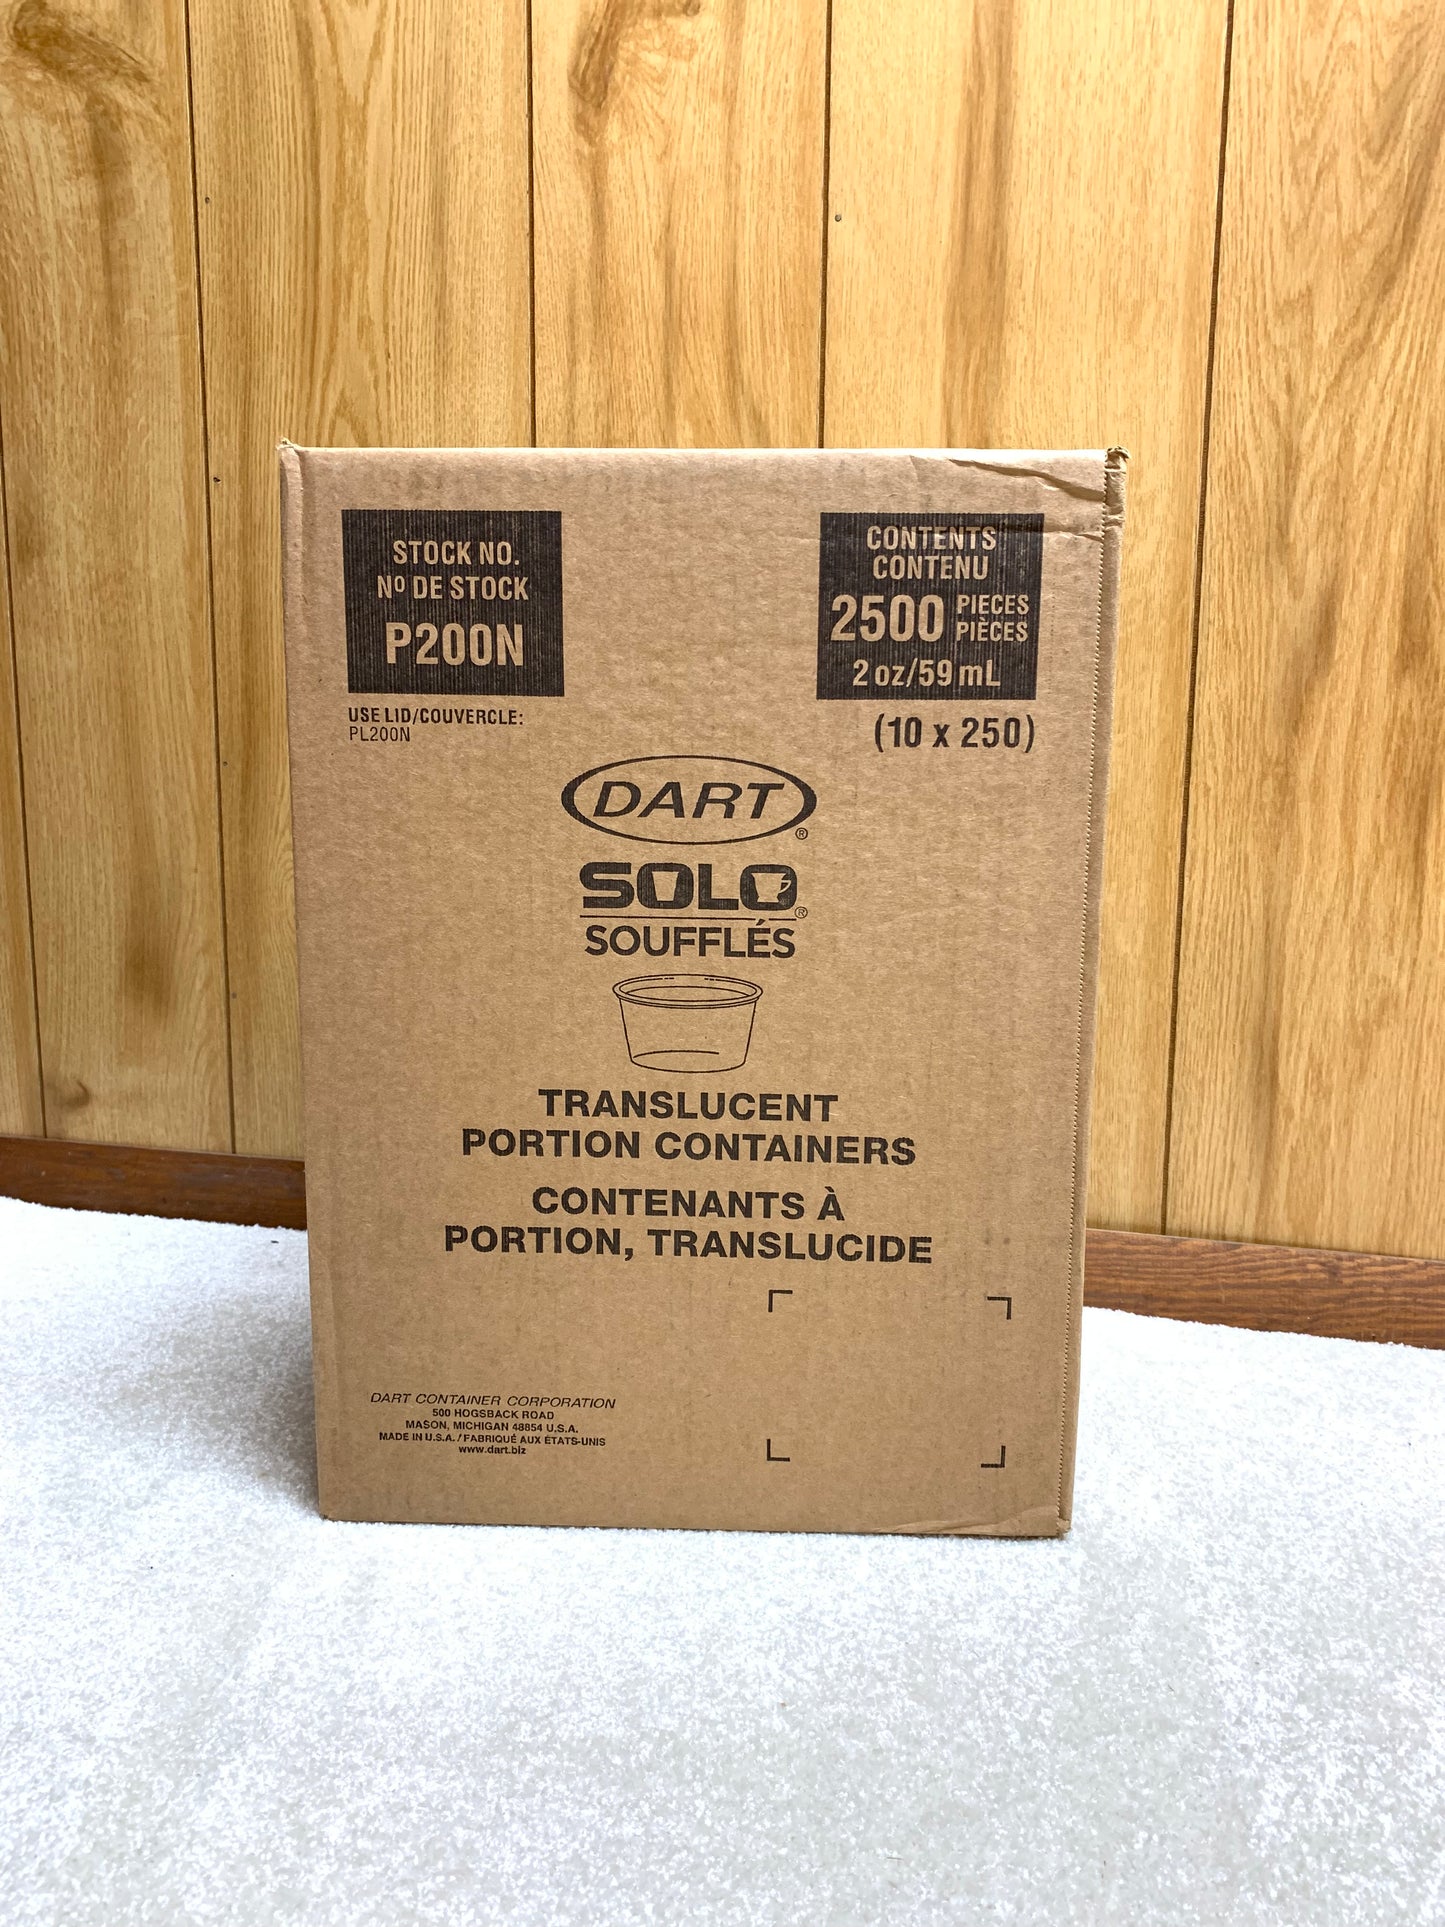 STOCK NO.
Nº DE STOCK
P200N
USE LID/COUVERCLE:
PL200N
CONTENTS
CONTENU
2500 PIECES
PIÈCES
2 oz/59 mL
(10 x 250)
DART®
SOLO®
SOUFFLÉS
TRANSLUCENT
PORTION CONTAINERS
CONTENANTS À
PORTION, TRANSLUCIDE
DART CONTAINER CORPORATION
500 HOGSBACK ROAD
MASON, MICHIGAN 48854 U.S.A.
MADE IN U.S.A. / FABRIQUÉ AUX ÉTATS-UNIS
www.dart.biz